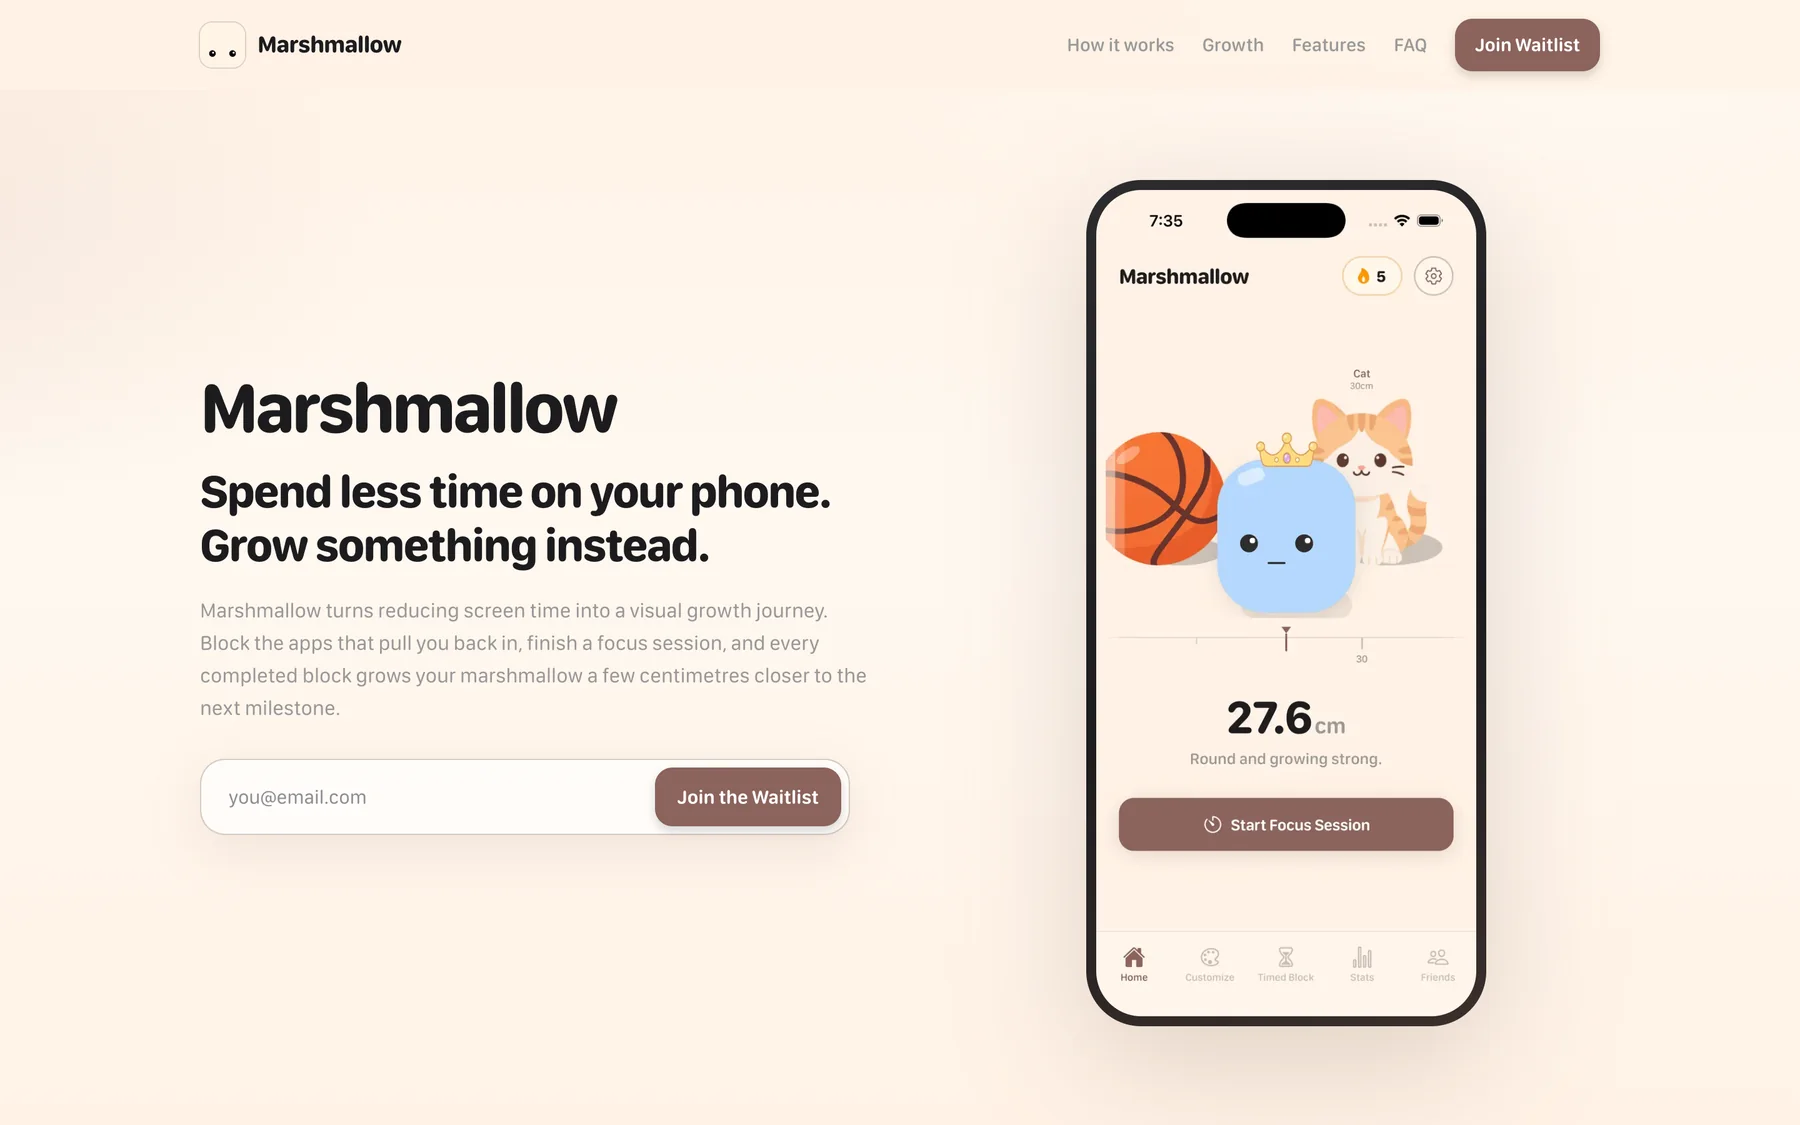 Marshmallow
How it works
Growth
Features
FAQ
Join Waitlist
Marshmallow
Spend less time on your phone.
Grow something instead.
Marshmallow turns reducing screen time into a visual growth journey.
Block the apps that pull you back in, finish a focus session, and every
completed block grows your marshmallow a few centimetres closer to the
next milestone.
you@email.com
Join the Waitlist
7:35
Marshmallow
5
Cat
30cm
30
27.6 cm
Round and growing strong.
Start Focus Session
Home
Customize
Timed Block
Stats
Friends